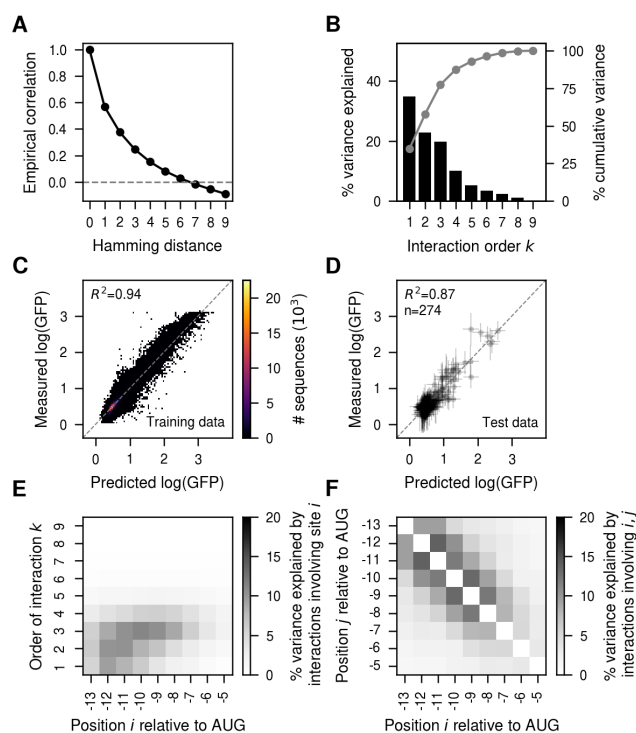 A
Empirical correlation
1.0
0.8
0.6
0.4
0.2
0.0
0 1 2 3 4 5 6 7 8 9
Hamming distance
B
% variance explained
40
20
0
100
75
50
25
0
% cumulative variance
1 2 3 4 5 6 7 8 9
Interaction order k
C
Measured log(GFP)
3
2
1
0
R²=0.94
Training data
0 1 2 3
Predicted log(GFP)
20
15
10
5
0
# sequences (10³)
D
Measured log(GFP)
3
2
1
0
R²=0.87
n=274
Test data
0 1 2 3
Predicted log(GFP)
E
Order of interaction k
9
8
7
6
5
4
3
2
1
-13 -12 -11 -10 -9 -8 -7 -6 -5
Position i relative to AUG
20
15
10
5
0
% variance explained by
interactions involving site i
F
Position j relative to AUG
-13
-12
-11
-10
-9
-8
-7
-6
-5
-13 -12 -11 -10 -9 -8 -7 -6 -5
Position i relative to AUG
20
15
10
5
0
% variance explained by
interactions involving i, j